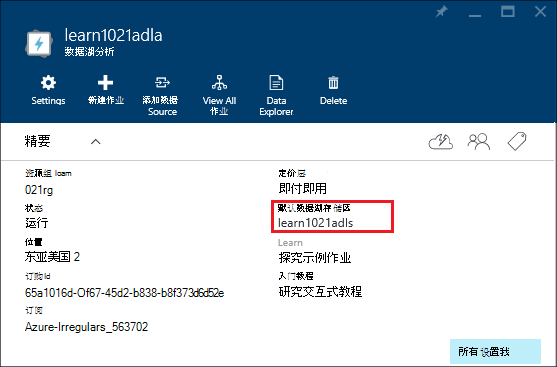 learn1021adla
数据湖分析
Settings
新建作业
添加数据
Source
View All
作业
Data
Explorer
Delete
精要
资源组 loam
021rg
状态
运行
位置
东亚美国 2
订购Id
65a1016d-Of67-45d2-b838-b8f373d6d52e
订阅
Azure-Irregulars_563702
定价层
即付即用
默认数据湖存储区
learn1021adls
Learn
探究示例作业
入门教程
研究交互式教程
所有设置我